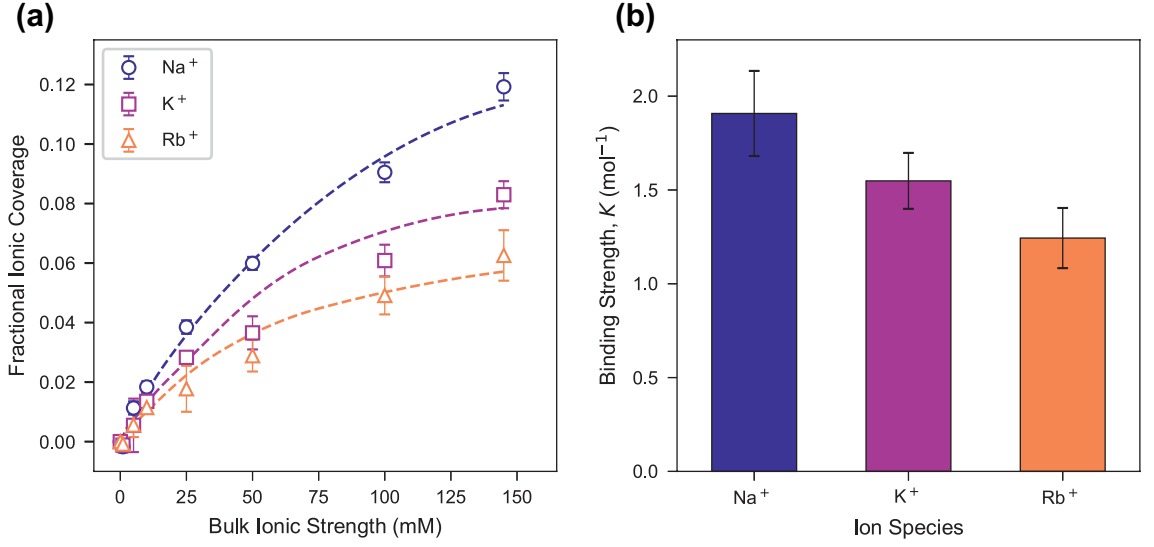 (a)
Fractional Ionic Coverage
0.12
0.10
0.08
0.06
0.04
0.02
0.00
Na⁺
K⁺
Rb⁺
0 25 50 75 100 125 150
Bulk Ionic Strength (mM)
(b)
Binding Strength, K (mol⁻¹)
2.0
1.5
1.0
0.5
0.0
Na⁺ K⁺ Rb⁺
Ion Species